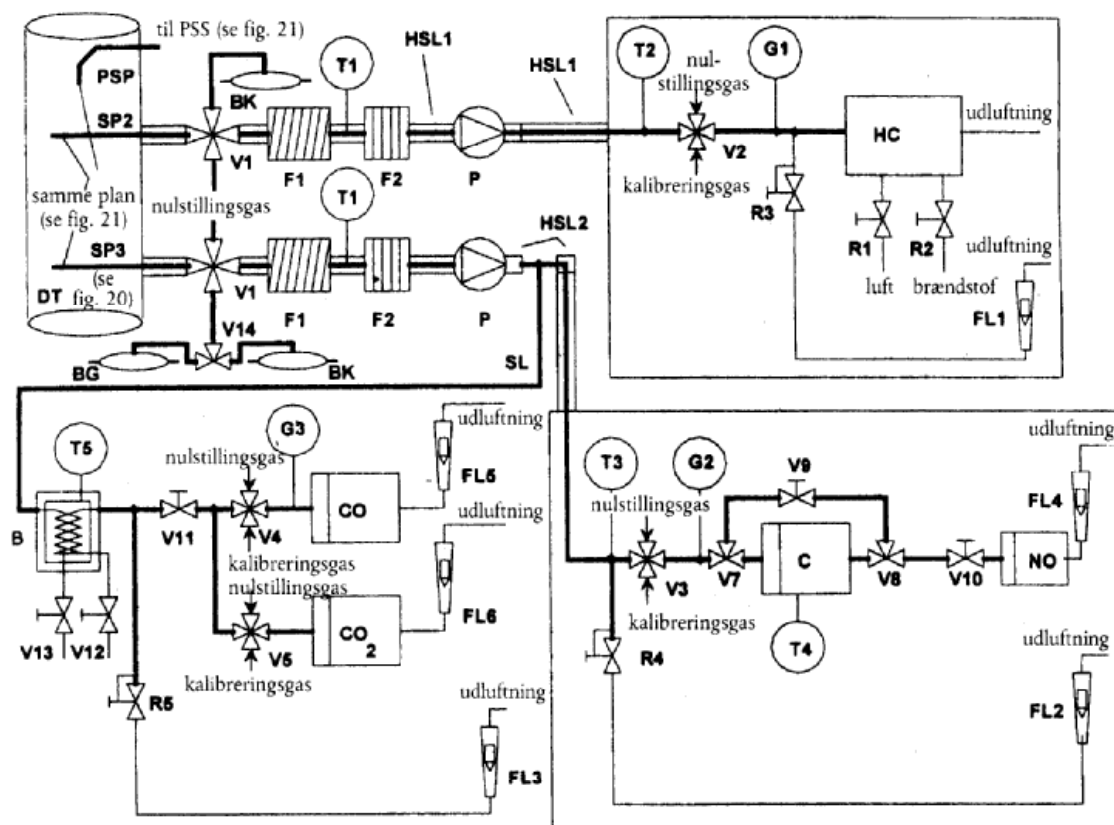 til PSS (se fig. 21)
PSP
SP2
samme plan
(se fig. 21)
SP3
(se
fig. 20)
DT
BK
V1
nulstillingsgas
V1
V14
BG
BK
T1
F1
F2
HSL1
P
T1
F1
F2
P
HSL1
HSL2
SL
T2
nul-
stillingsgas
V2
kalibreringsgas
G1
R3
HC
udluftning
R1
R2
luft
brændstof
udluftning
FL1
T5
B
V13
V12
V11
R5
nulstillingsgas
G3
V4
kalibreringsgas
nulstillingsgas
V5
kalibreringsgas
CO
CO2
udluftning
FL5
udluftning
FL6
udluftning
FL3
T3
nulstillingsgas
G2
V3
kalibreringsgas
R4
V7
V9
C
T4
V8
V10
NO
udluftning
FL4
udluftning
FL2